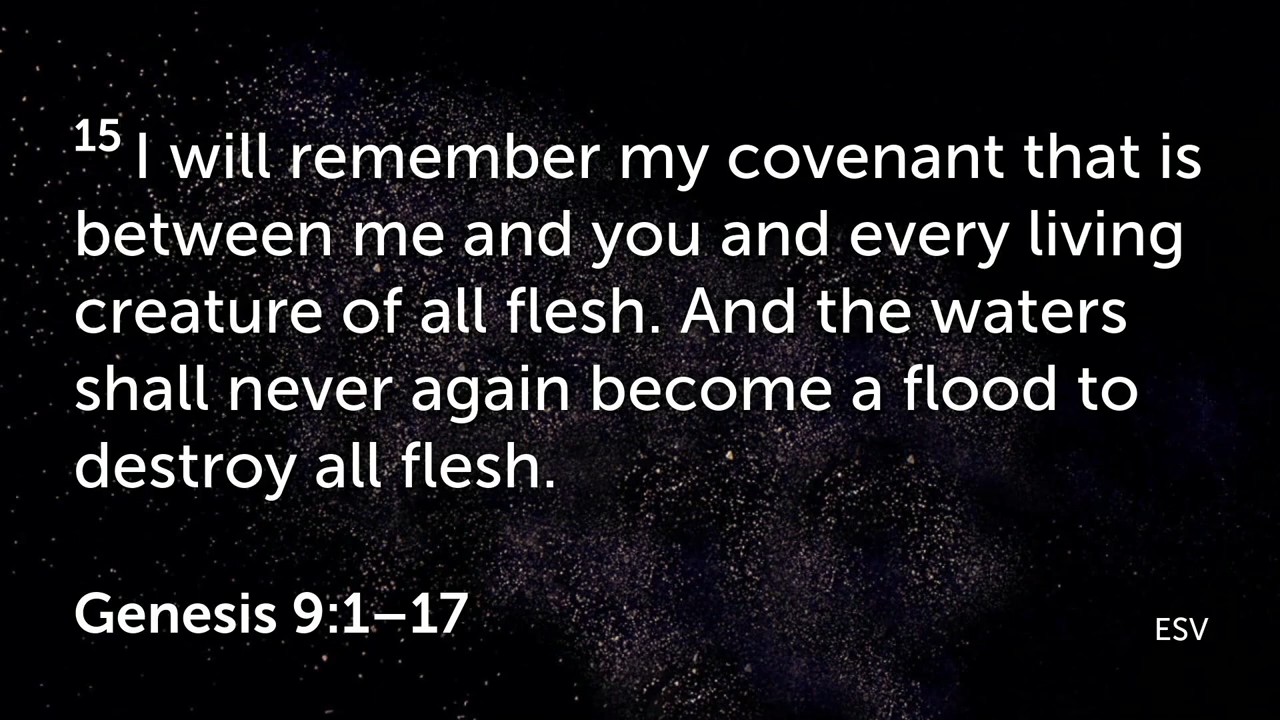 15 I will remember my covenant that is
between me and you and every living
creature of all flesh. And the waters
shall never again become a flood to
destroy all flesh.
Genesis 9:1–17
ESV